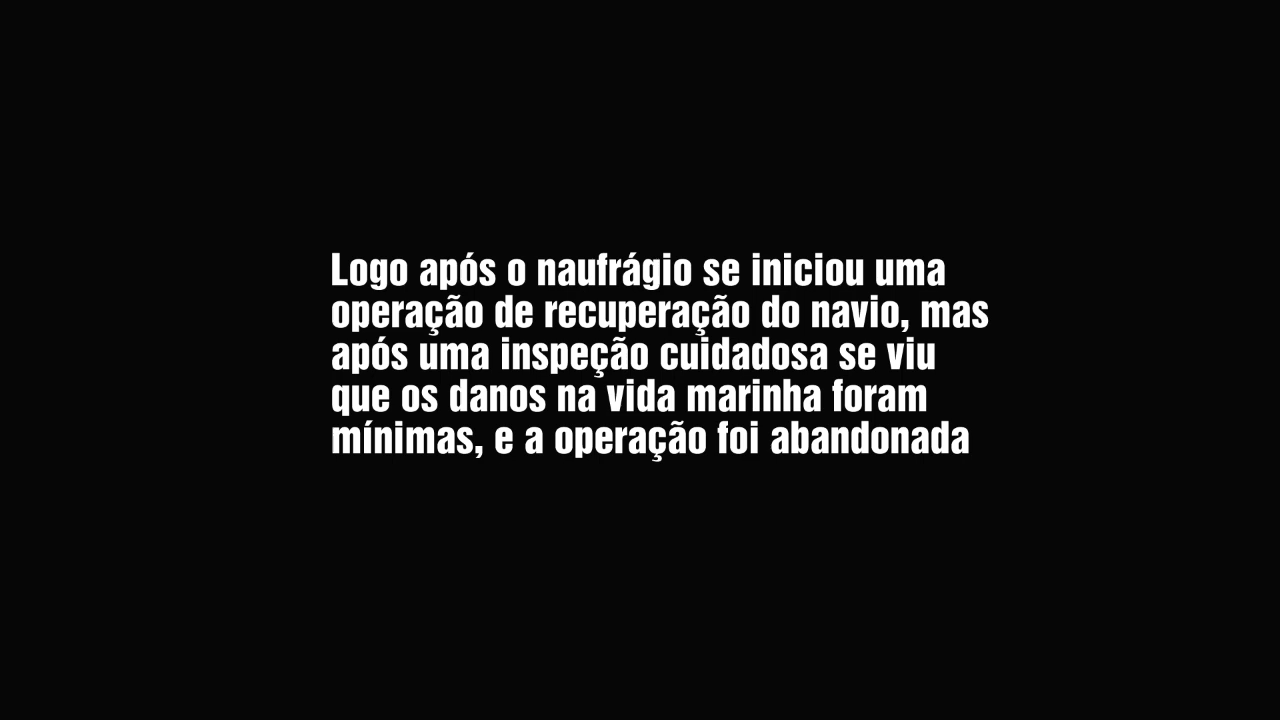 Logo após o naufrágio se iniciou uma
operação de recuperação do navio, mas
após uma inspeção cuidadosa se viu
que os danos na vida marinha foram
mínimas, e a operação foi abandonada